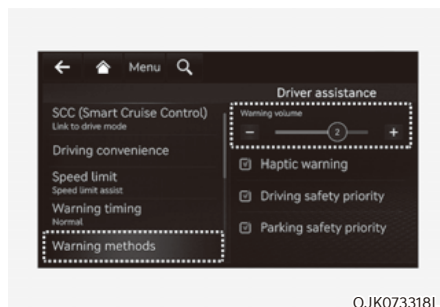 Menu
Driver assistance
SCC (Smart Cruise Control)
Link to drive mode
Driving convenience
Speed limit
Speed limit assist
Warning timing
Normal
Warning methods
Warning volume
- 2 +
Haptic warning
Driving safety priority
Parking safety priority
OJK073318L